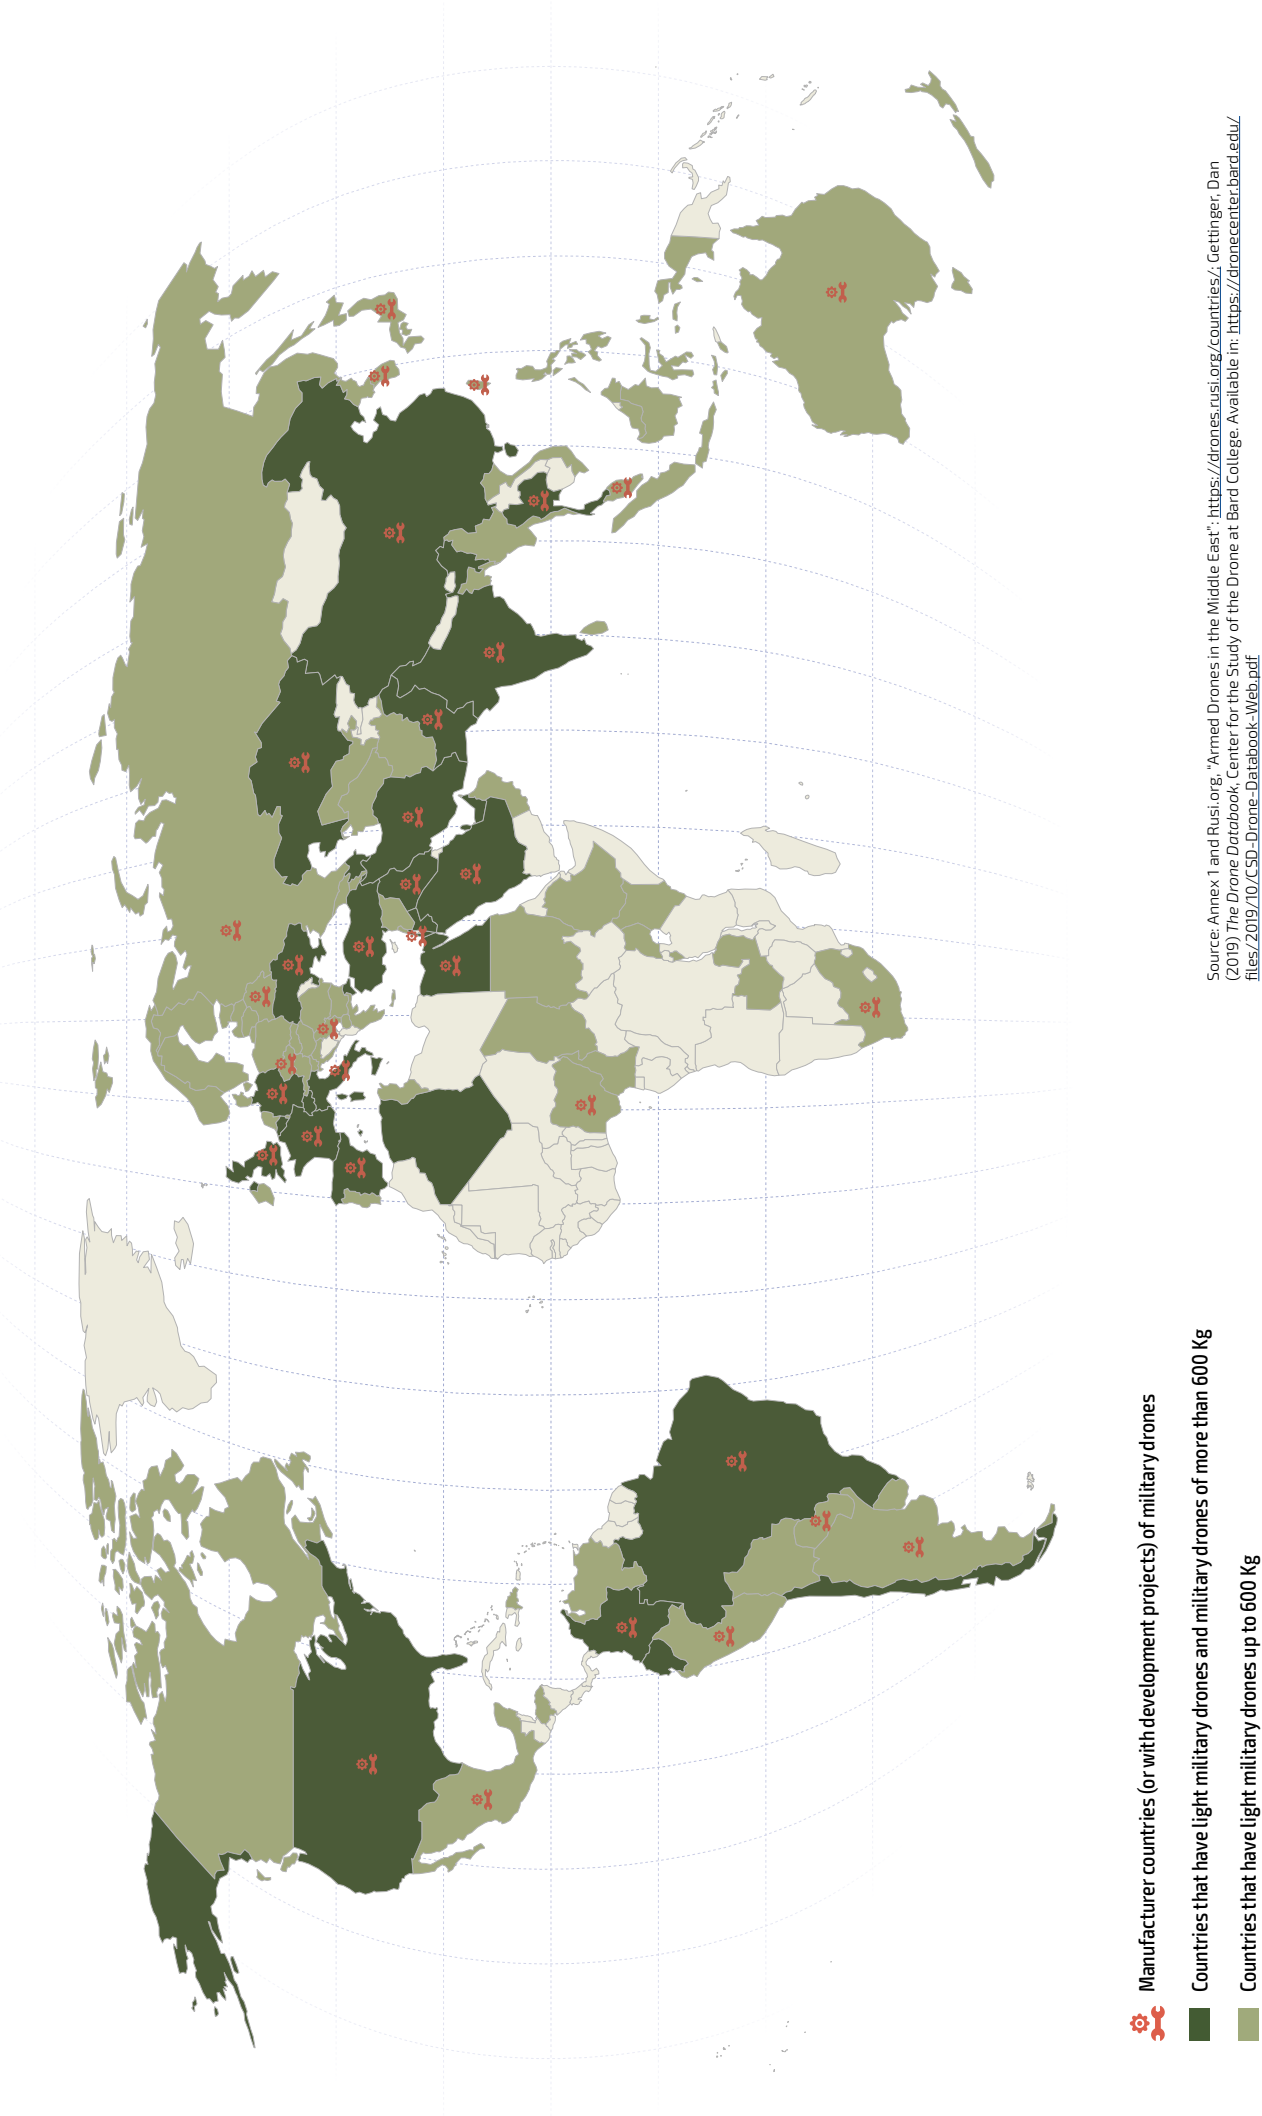 Manufacturer countries (or with development projects) of military drones
Countries that have light military drones and military drones of more than 600 Kg
Countries that have light military drones up to 600 Kg
Source: Annex 1 and Rusi.org, "Armed Drones in the Middle East": https://drones.rusi.org/countries/; Gettinger, Dan
(2019) The Drone Databook, Center for the Study of the Drone at Bard College. Available in: https://dronecenter.bard.edu/
files/2019/10/CSD-Drone-Databook-Web.pdf